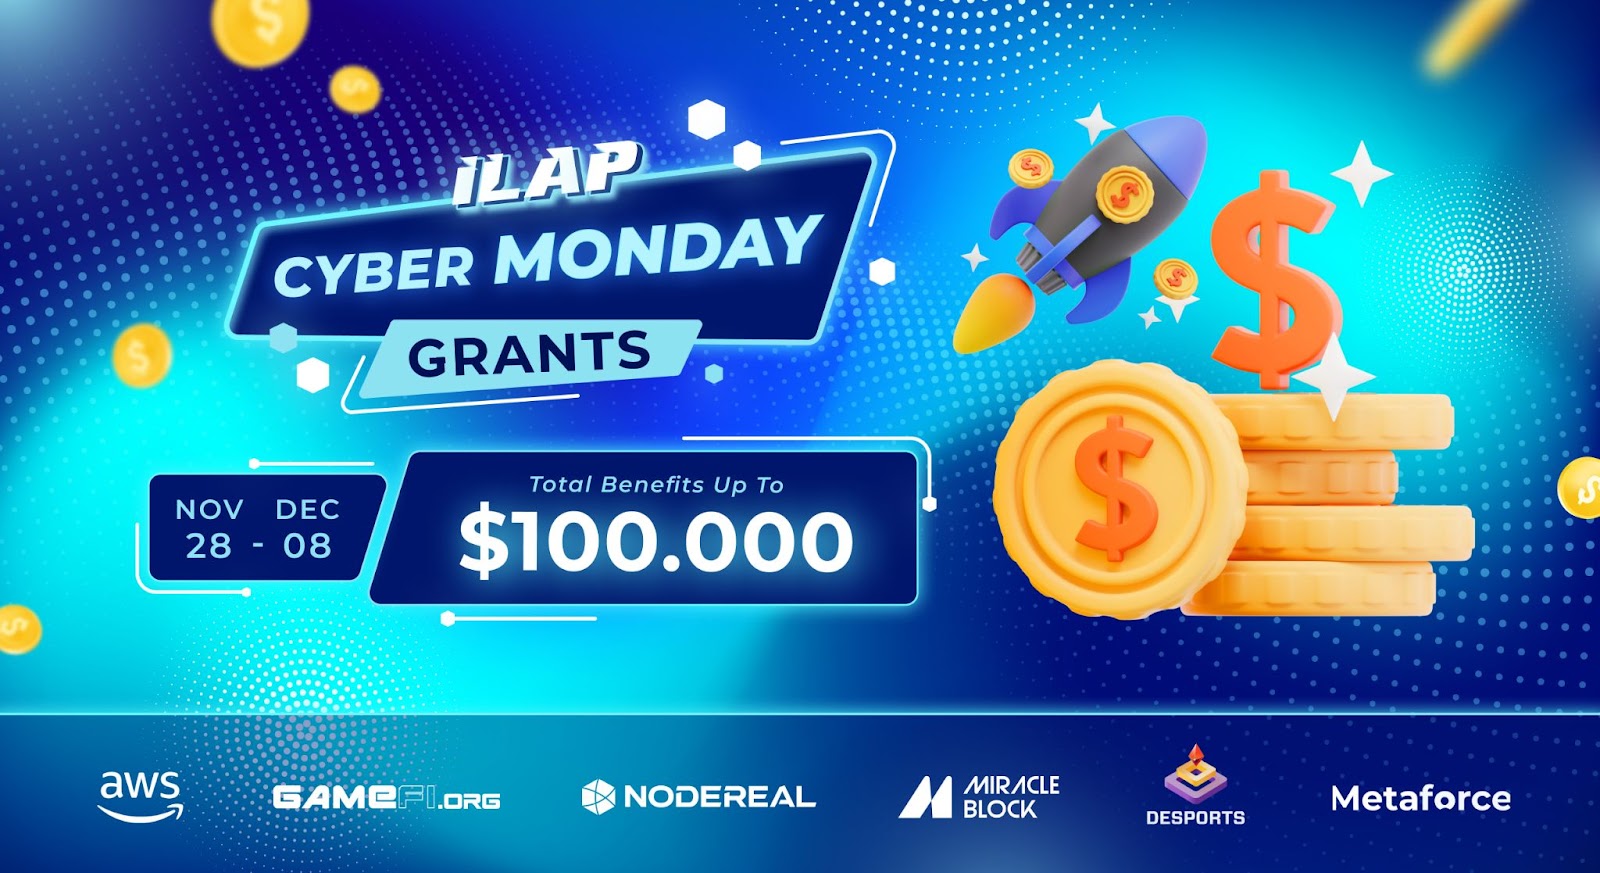 iLAP
CYBER MONDAY
GRANTS
NOV DEC
28 - 08
Total Benefits Up To
$100.000
aws
GAMEFI.ORG
NODEREAL
MIRACLE
BLOCK
DESPORTS
Metaforce